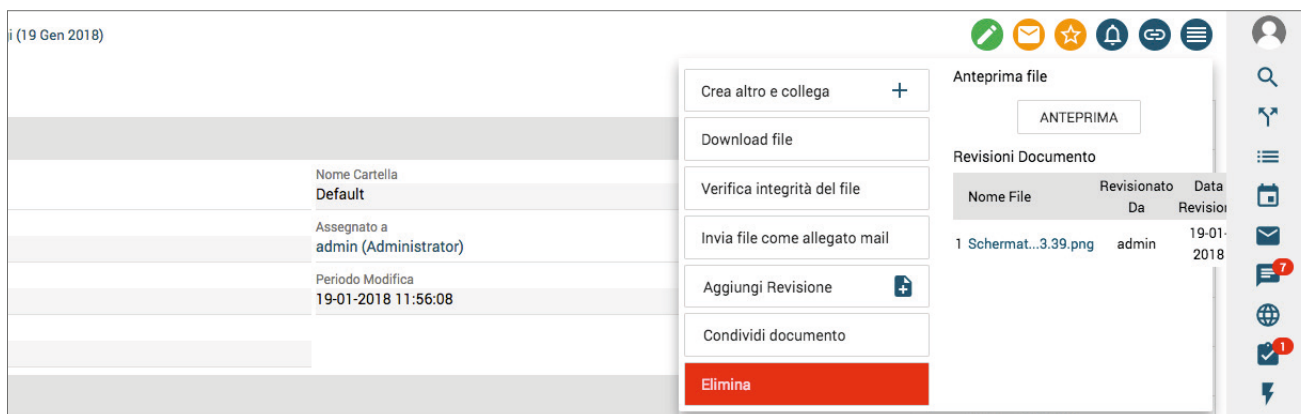 i (19 Gen 2018)
Nome Cartella
Default
Assegnato a
admin (Administrator)
Periodo Modifica
19-01-2018 11:56:08
Crea altro e collega
Download file
Verifica integrità del file
Invia file come allegato mail
Aggiungi Revisione
Condividi documento
Elimina
Anteprima file
ANTEPRIMA
Revisioni Documento
Nome File
Revisionato
Da
Data
Revision
1 Schermat...3.39.png
admin
19-01-
2018
7
1